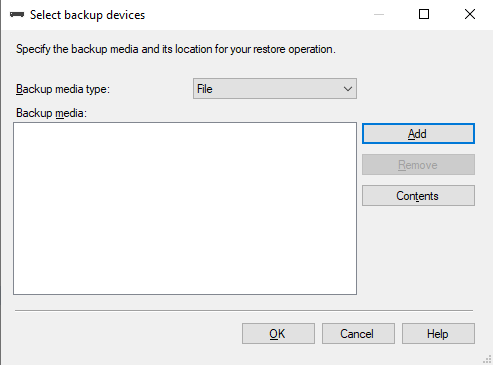 Select backup devices
Specify the backup media and its location for your restore operation.
Backup media type:
File
Backup media:
Add
Remove
Contents
OK
Cancel
Help